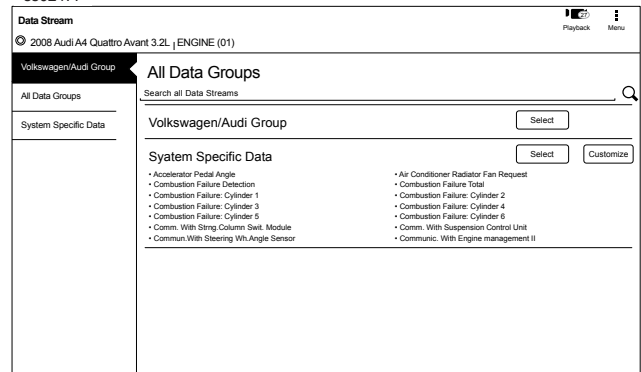 Data Stream
27
Playback
Menu
2008 Audi A4 Quattro Avant 3.2L | ENGINE (01)
Volkswagen/Audi Group
All Data Groups
System Specific Data
All Data Groups
Search all Data Streams
Volkswagen/Audi Group
Select
Syatem Specific Data
Select
Customize
• Accelerator Pedal Angle
• Combustion Failure Detection
• Combustion Failure: Cylinder 1
• Combustion Failure: Cylinder 3
• Combustion Failure: Cylinder 5
• Comm. With Strng.Column Swit. Module
• Commun.With Steering Wh.Angle Sensor
• Air Conditioner Radiator Fan Request
• Combustion Failure Total
• Combustion Failure: Cylinder 2
• Combustion Failure: Cylinder 4
• Combustion Failure: Cylinder 6
• Comm. With Suspension Control Unit
• Communic. With Engine management II